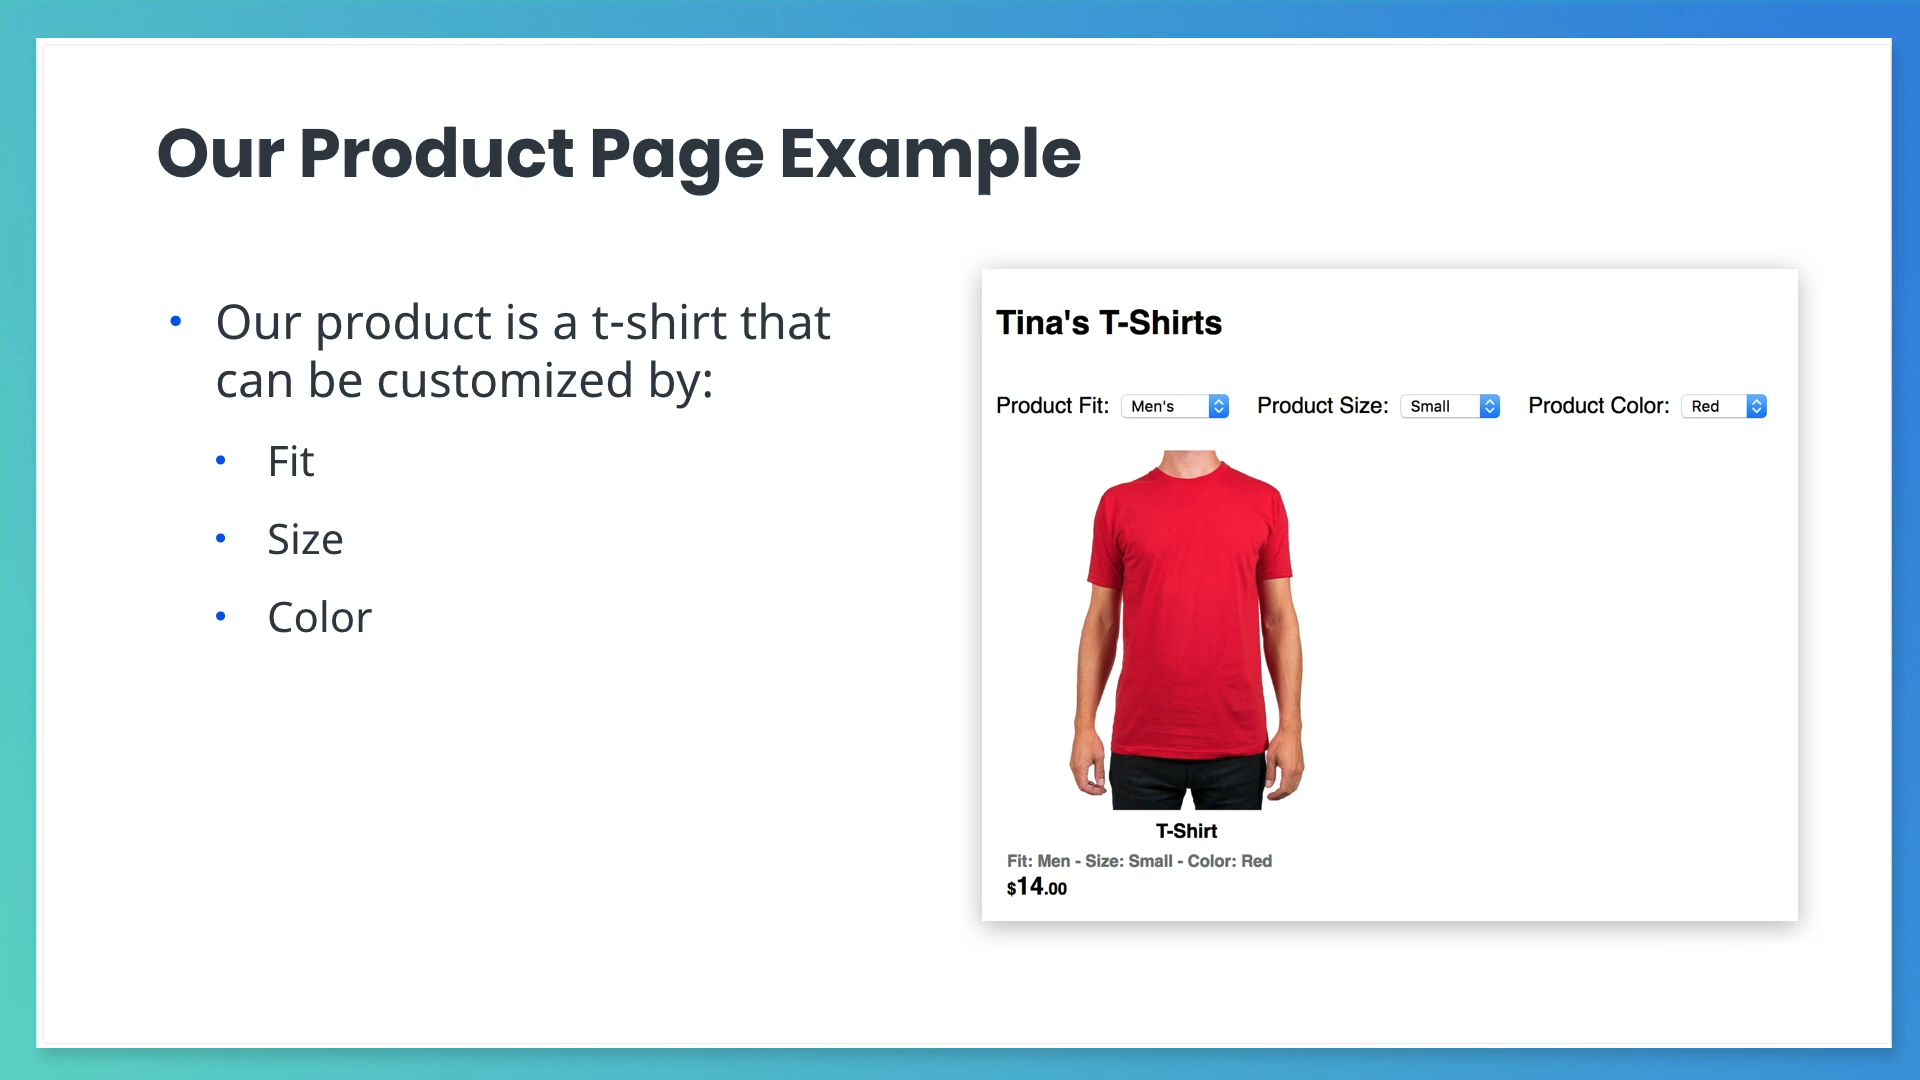 Our Product Page Example
• Our product is a t-shirt that
can be customized by:
• Fit
• Size
• Color
Tina's T-Shirts
Product Fit: Men's Product Size: Small Product Color: Red
T-Shirt
Fit: Men - Size: Small - Color: Red
$14.00